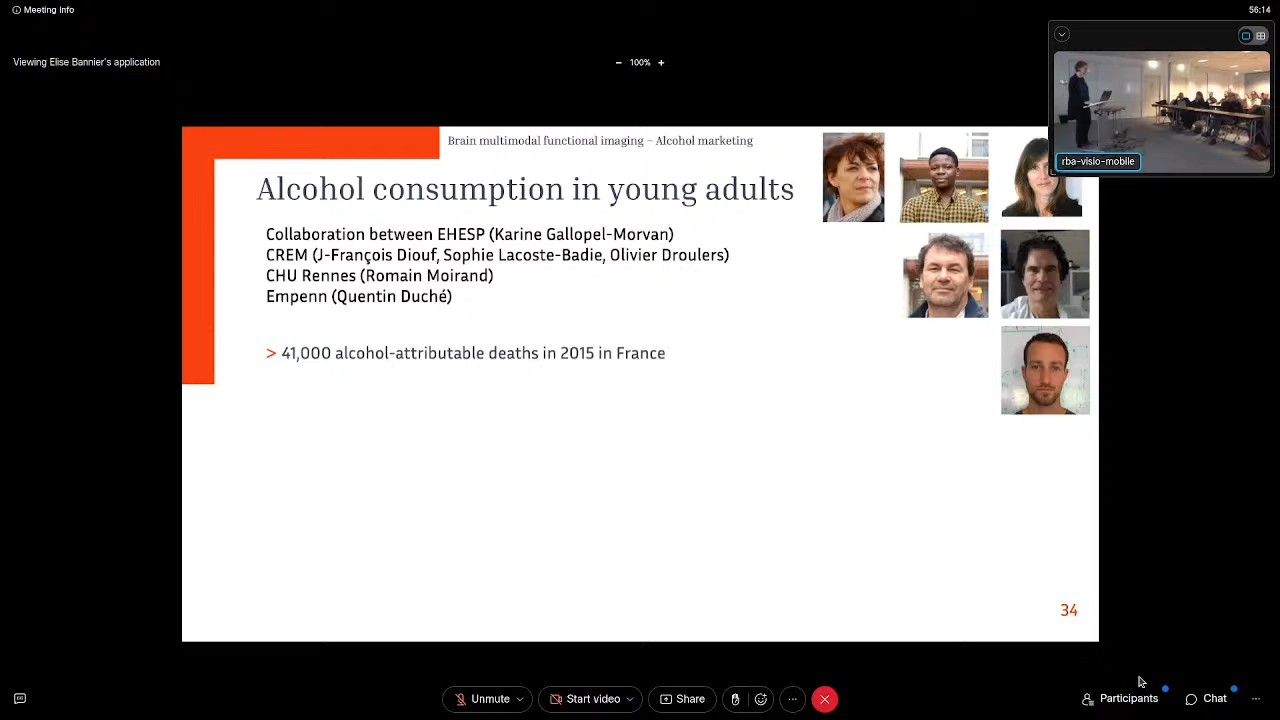 Meeting Info
56:14
Viewing Elise Bannier's application
100%
rba-visio-mobile
Brain multimodal functional imaging – Alcohol marketing
Alcohol consumption in young adults
Collaboration between EHESP (Karine Gallopel-Morvan)
CREM (J-François Diouf, Sophie Lacoste-Badie, Olivier Droulers)
CHU Rennes (Romain Moirand)
Empenn (Quentin Duché)
> 41,000 alcohol-attributable deaths in 2015 in France
34
Unmute
Start video
Share
Participants
Chat